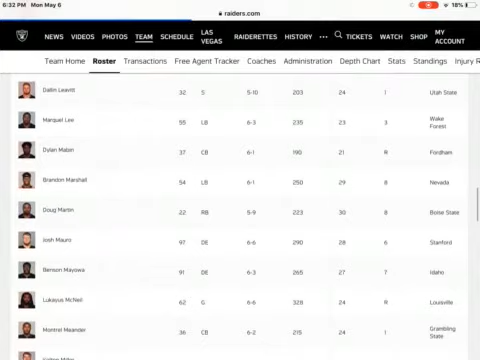 6:32 PM Mon May 6
18%
raiders.com
NEWS VIDEOS PHOTOS TEAM SCHEDULE LAS VEGAS RAIDERETTES HISTORY ••• TICKETS WATCH SHOP MY ACCOUNT
Team Home Roster Transactions Free Agent Tracker Coaches Administration Depth Chart Stats Standings Injury R
Dallin Leavitt 32 S 5-10 203 24 1 Utah State
Marquel Lee 55 LB 6-3 235 23 3 Wake Forest
Dylan Mabin 37 CB 6-1 190 21 R Fordham
Brandon Marshall 54 LB 6-1 250 29 8 Nevada
Doug Martin 22 RB 5-9 223 30 8 Boise State
Josh Mauro 97 DE 6-6 290 28 6 Stanford
Benson Mayowa 91 DE 6-3 265 27 7 Idaho
Lukayus McNeil 62 G 6-6 328 24 R Louisville
Montrel Meander 36 CB 6-2 215 24 1 Grambling State